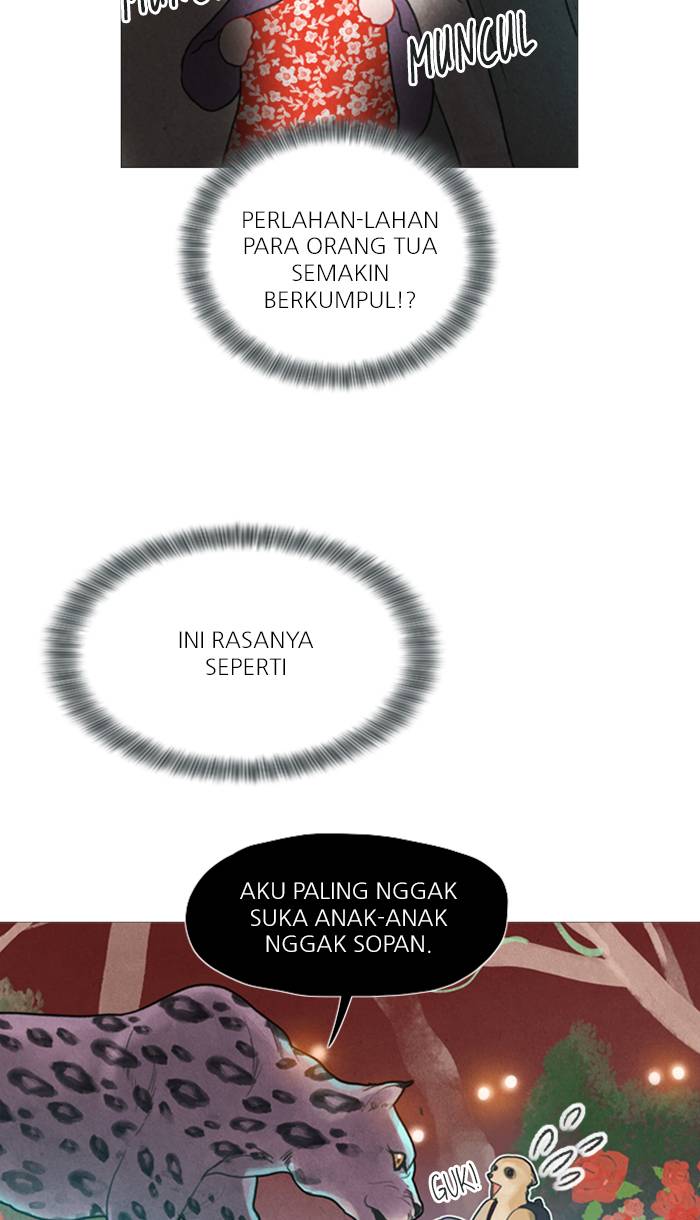 MUNCUL
PERLAHAN-LAHAN
PARA ORANG TUA
SEMAKIN
BERKUMPUL!?
INI RASANYA
SEPERTI
AKU PALING NGGAK
SUKA ANAK-ANAK
NGGAK SOPAN.
GUK!